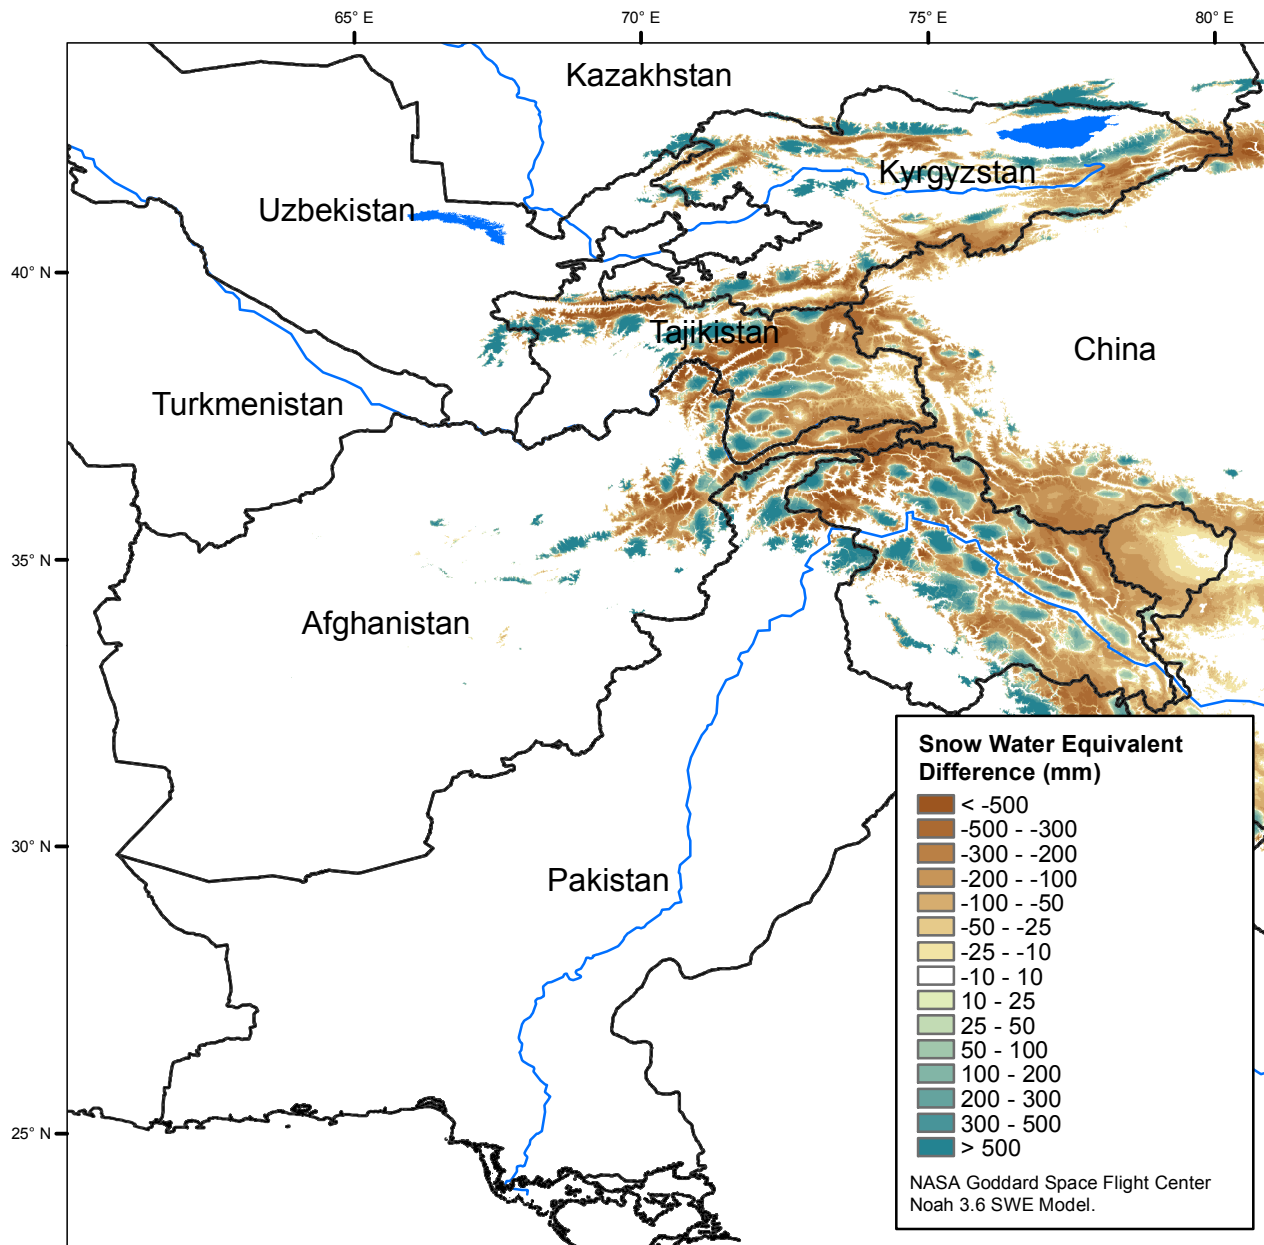 65° E
70° E
75° E
80° E
Kazakhstan
Kyrgyzstan
Uzbekistan
40° N
Tajikistan
China
Turkmenistan
35° N
Afghanistan
30° N
Pakistan
25° N
Snow Water Equivalent
Difference (mm)
< -500
-500 - -300
-300 - -200
-200 - -100
-100 - -50
-50 - -25
-25 - -10
-10 - 10
10 - 25
25 - 50
50 - 100
100 - 200
200 - 300
300 - 500
> 500
NASA Goddard Space Flight Center
Noah 3.6 SWE Model.